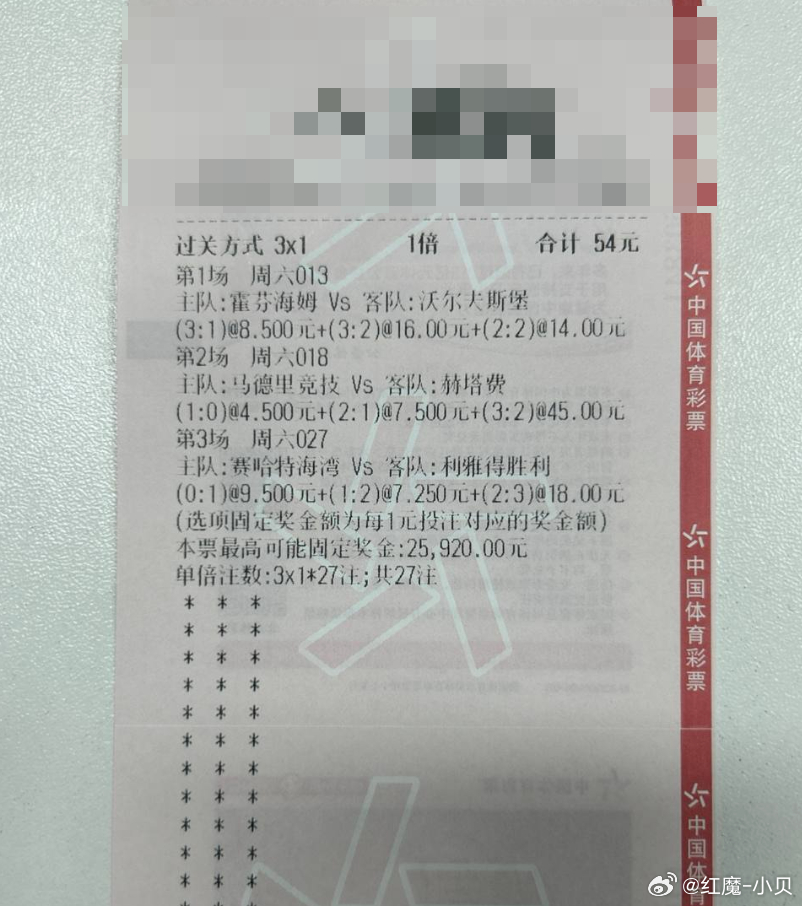 过关方式 3x1 1倍 合计 54元
第1场 周六013
主队:霍芬海姆 Vs 客队:沃尔夫斯堡
(3:1)@8.500元+(3:2)@16.00元+(2:2)@14.00元
第2场 周六018
主队:马德里竞技 Vs 客队:赫塔费
(1:0)@4.500元+(2:1)@7.500元+(3:2)@45.00元
第3场 周六027
主队:赛哈特海湾 Vs 客队:利雅得胜利
(0:1)@9.500元+(1:2)@7.250元+(2:3)@18.00元
(选项固定奖金额为每1元投注对应的奖金额)
本票最高可能固定奖金:25,920.00元
单倍注数:3x1*27注;共27注
* * *
* * *
* * *
* * *
* * *
* * *
* * *
* * *
* * *
* * *
* * *
* * *
中国体育彩票
中国体育彩票
中国体育
@红魔-小贝